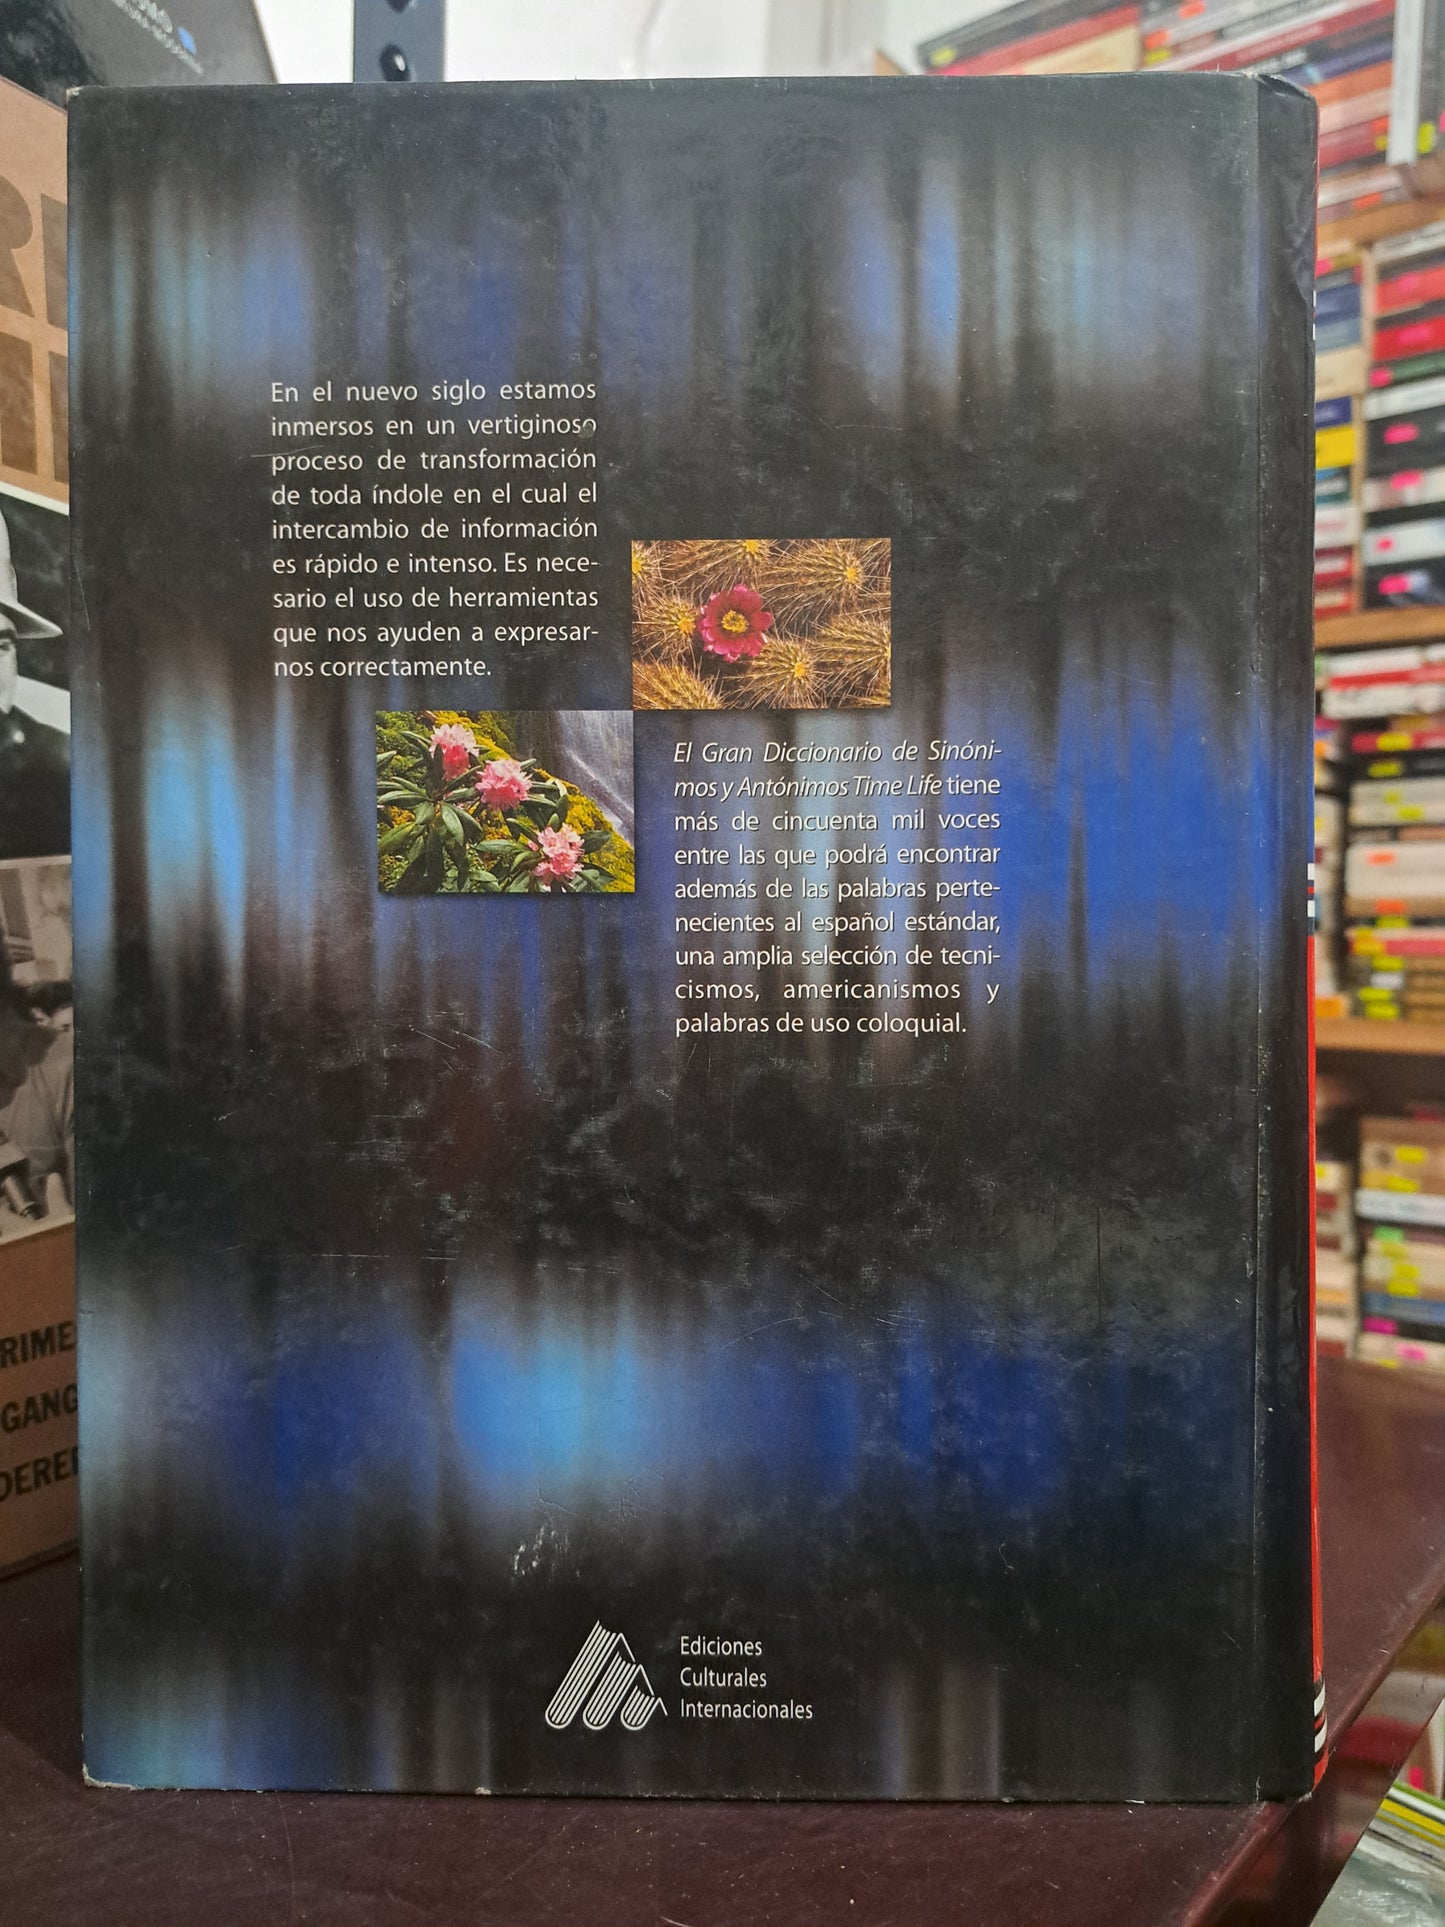 En el nuevo siglo estamos
inmersos en un vertiginoso
proceso de transformación
de toda índole en el cual el
intercambio de información
es rápido e intenso. Es nece-
sario el uso de herramientas
que nos ayuden a expresar-
nos correctamente.
El Gran Diccionario de Sinóni-
mos y Antónimos Time Life tiene
más de cincuenta mil voces
entre las que podrá encontrar
además de las palabras perte-
necientes al español estándar,
una amplia selección de tecni-
cismos, americanismos y
palabras de uso coloquial.
Ediciones
Culturales
Internacionales
RIME
GANG
DERE